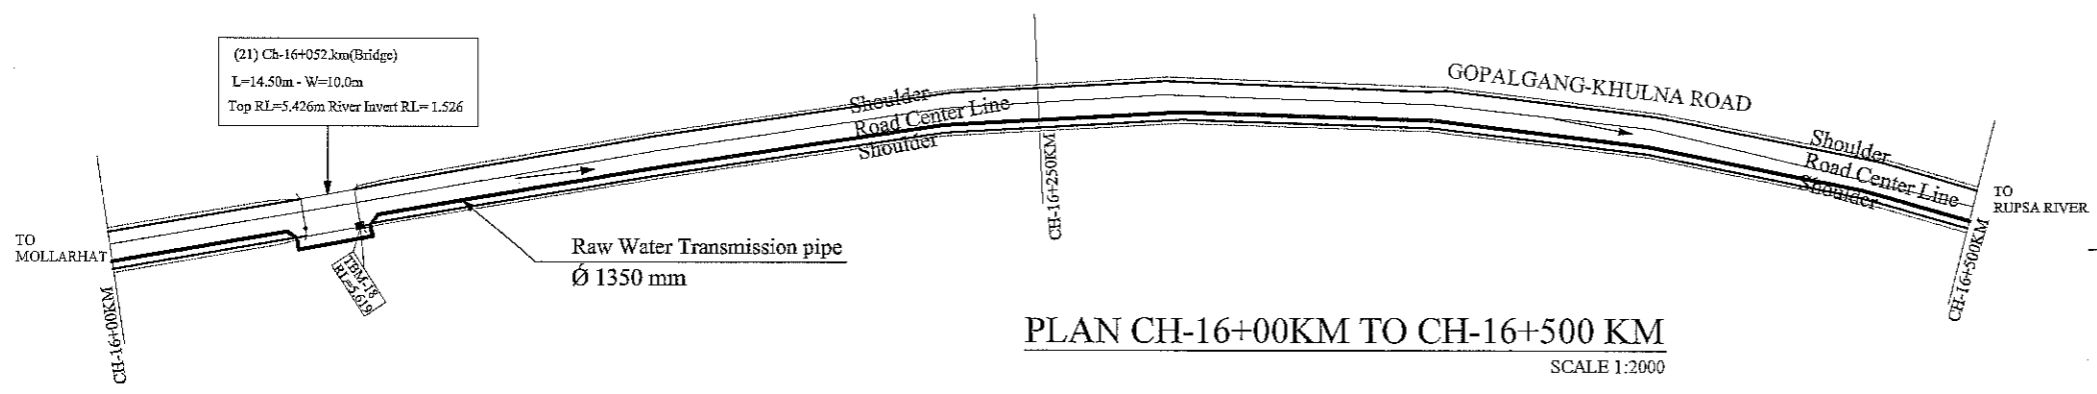 (21) Ch-16+052.km(Bridge)
L=14.50m - W=10.0m
Top RL=5.426m River Invert RL= 1.526
GOPALGANG-KHULNA ROAD
Shoulder
Road Center Line
Shoulder
Shoulder
Road Center Line
Shoulder
TO
MOLLARHAT
TO
RUPSA RIVER
CH-16+00KM
CH-16+250KM
CH-16+500KM
TBM-18
RL=5.619
Raw Water Transmission pipe
Ǿ 1350 mm
PLAN CH-16+00KM TO CH-16+500 KM
SCALE 1:2000